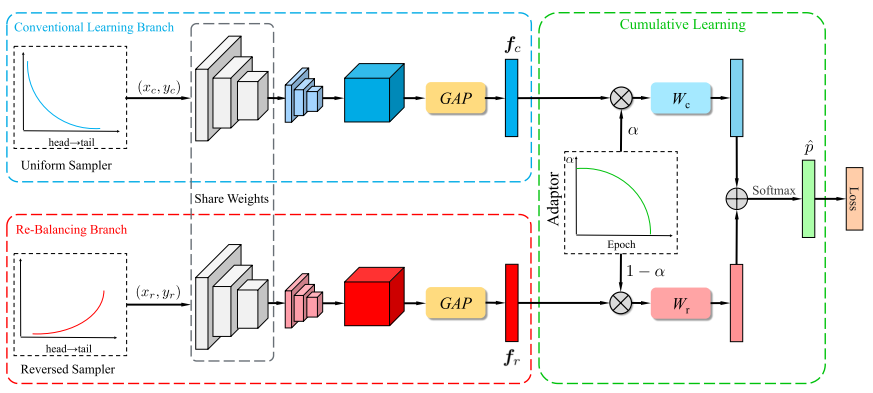 Conventional Learning Branch
head→tail
Uniform Sampler
(x_c, y_c)
Share Weights
GAP
f_c
Re-Balancing Branch
head→tail
Reversed Sampler
(x_r, y_r)
GAP
f_r
Cumulative Learning
W_c
α
Adaptor
α
Epoch
1 − α
W_r
Softmax
p̂
Loss